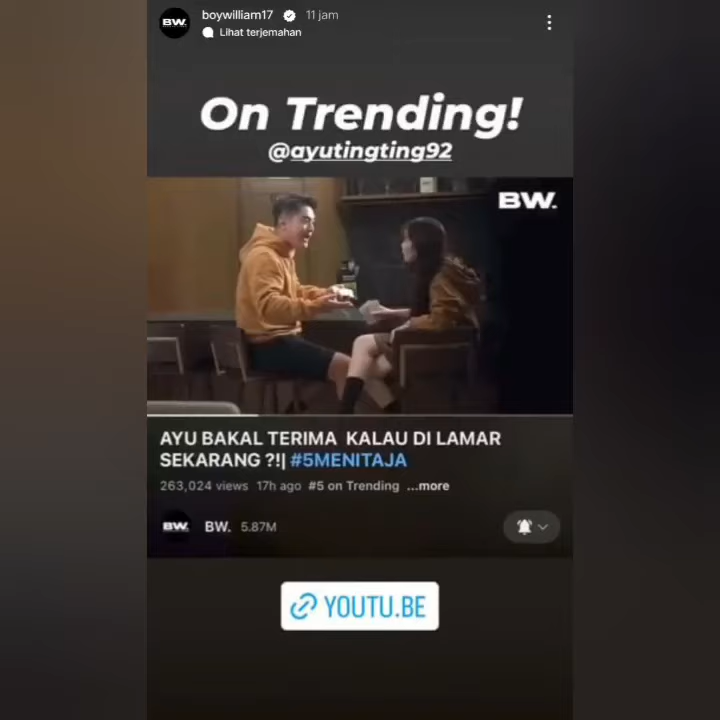 BW.
boywilliam17 11 jam
Lihat terjemahan
On Trending!
@ayutingting92
BW.
AYU BAKAL TERIMA KALAU DI LAMAR
SEKARANG ?!| #5MENITAJA
263,024 views 17h ago #5 on Trending ...more
BW. BW. 5.87M
YOUTU.BE